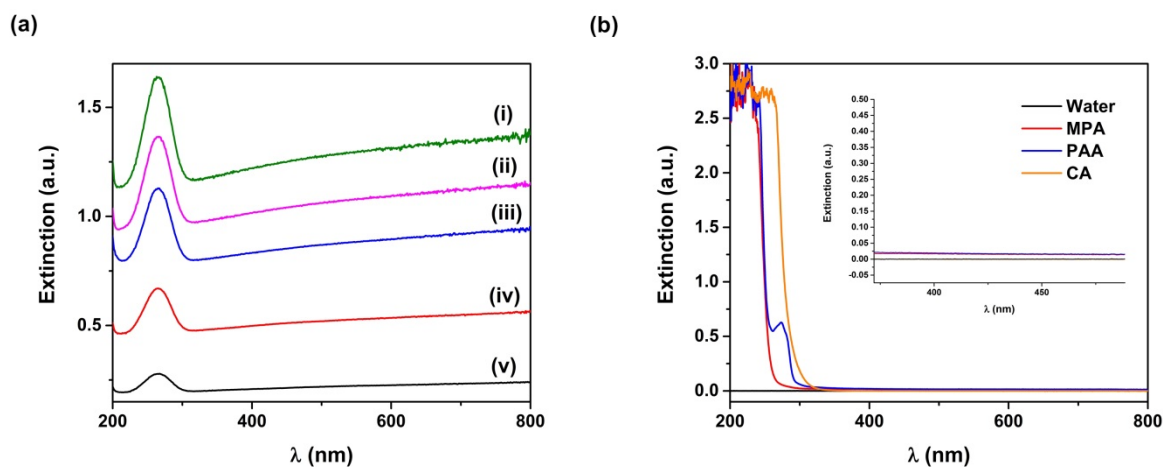 (a)
Extinction (a.u.)
1.5
1.0
0.5
200
300
400
500
600
700
800
λ (nm)
(i)
(ii)
(iii)
(iv)
(v)
(b)
Extinction (a.u.)
3.0
2.5
2.0
1.5
1.0
0.5
0.0
200
400
600
800
λ (nm)
Water
MPA
PAA
CA
Extinction (a.u.)
0.50
0.45
0.40
0.35
0.30
0.25
0.20
0.15
0.10
0.05
0.00
-0.05
400
450
λ (nm)